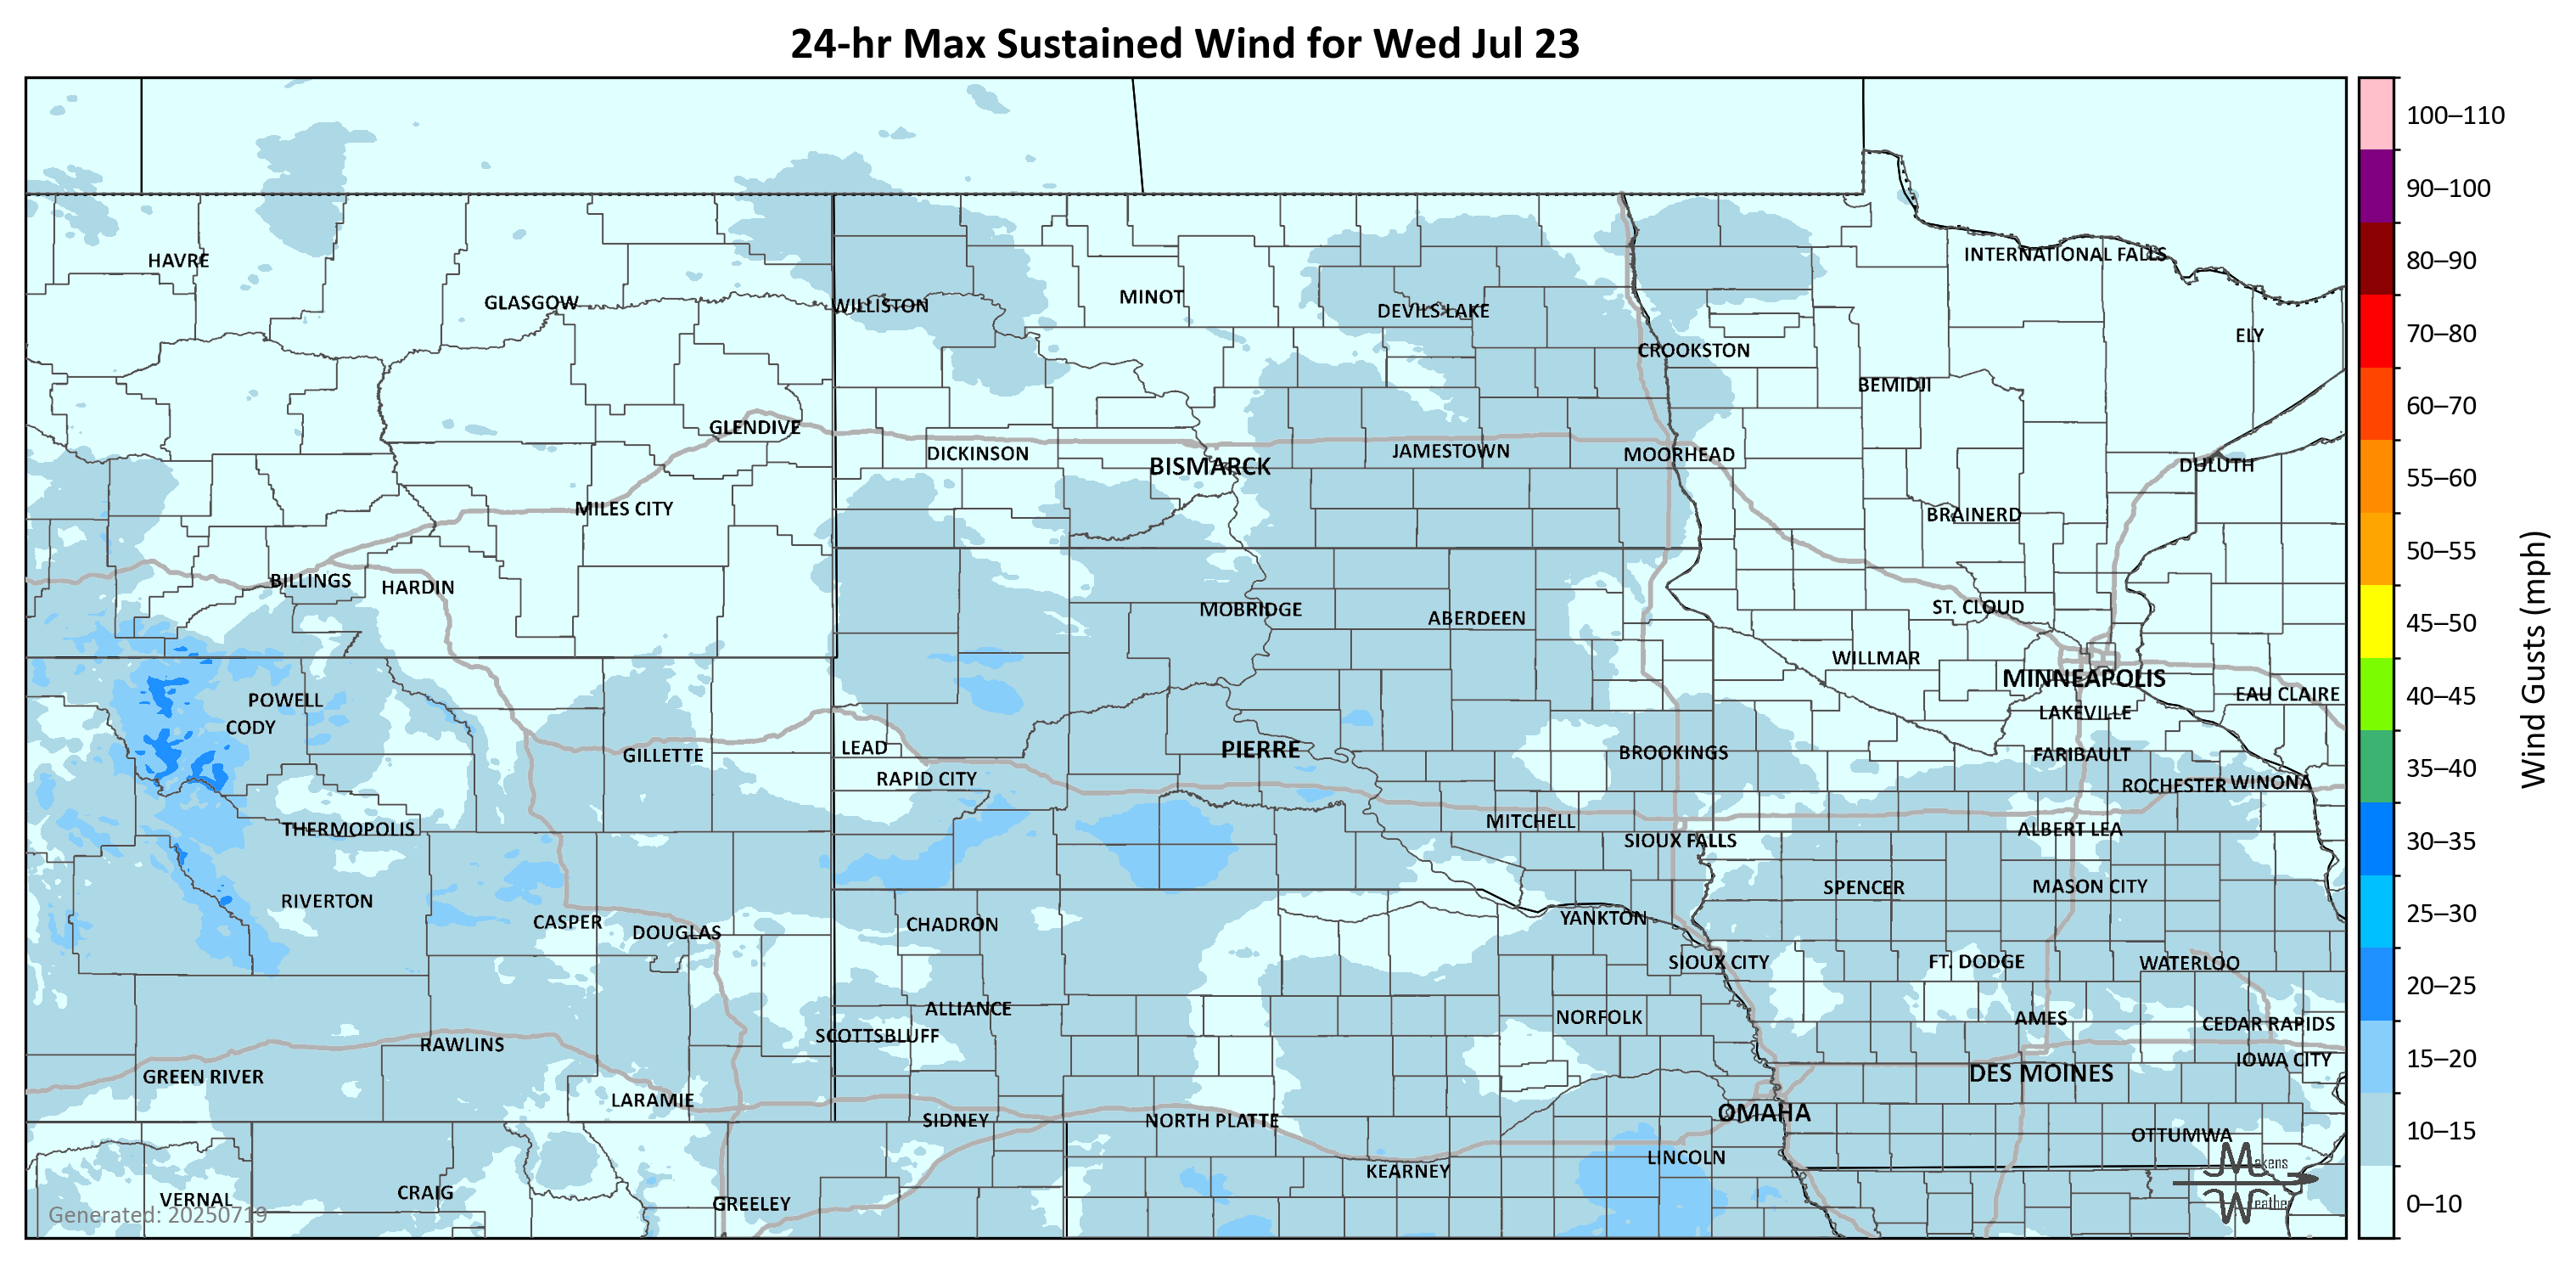 24-hr Max Sustained Wind for Wed Jul 23
100–110
90–100
80–90
70–80
60–70
55–60
50–55
45–50
40–45
35–40
30–35
25–30
20–25
15–20
10–15
0–10
Wind Gusts (mph)
HAVRE
GLASGOW
WILLISTON
MINOT
DEVILS LAKE
INTERNATIONAL FALLS
ELY
CROOKSTON
BEMIDJI
GLENDIVE
DICKINSON
BISMARCK
JAMESTOWN
MOORHEAD
DULUTH
MILES CITY
BRAINERD
BILLINGS
HARDIN
MOBRIDGE
ABERDEEN
ST. CLOUD
WILLMAR
MINNEAPOLIS
EAU CLAIRE
POWELL
CODY
LAKEVILLE
GILLETTE
LEAD
PIERRE
BROOKINGS
FARIBAULT
RAPID CITY
ROCHESTER
WINONA
THERMOPOLIS
MITCHELL
SIOUX FALLS
ALBERT LEA
RIVERTON
SPENCER
MASON CITY
CASPER
DOUGLAS
CHADRON
YANKTON
SIOUX CITY
FT. DODGE
WATERLOO
ALLIANCE
NORFOLK
AMES
CEDAR RAPIDS
SCOTTSBLUFF
RAWLINS
IOWA CITY
GREEN RIVER
DES MOINES
LARAMIE
SIDNEY
NORTH PLATTE
OMAHA
OTTUMWA
KEARNEY
LINCOLN
VERNAL
CRAIG
GREELEY
Generated: 20250719
Makens
Weather